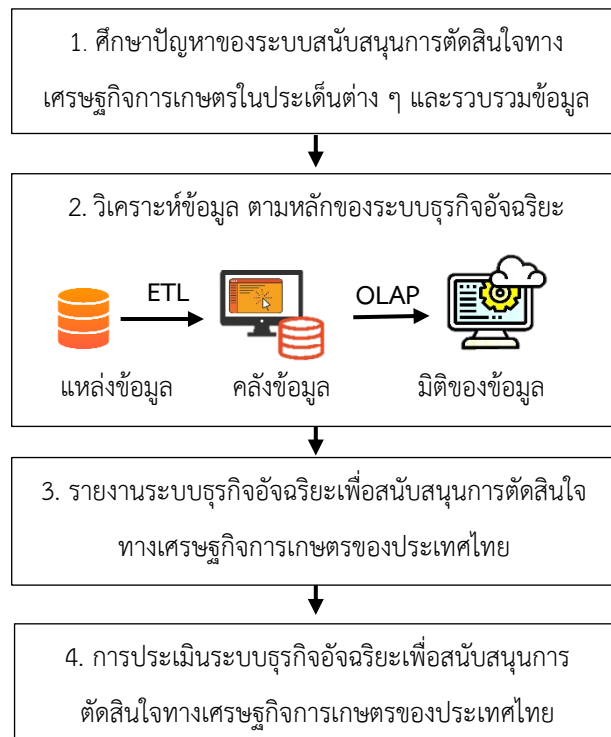 1. ศึกษาปัญหาของระบบสนับสนุนการตัดสินใจทาง
เศรษฐกิจการเกษตรในประเด็นต่าง ๆ และรวบรวมข้อมูล
2. วิเคราะห์ข้อมูล ตามหลักของระบบธุรกิจอัจฉริยะ
ETL OLAP
แหล่งข้อมูล คลังข้อมูล มิติของข้อมูล
3. รายงานระบบธุรกิจอัจฉริยะเพื่อสนับสนุนการตัดสินใจ
ทางเศรษฐกิจการเกษตรของประเทศไทย
4. การประเมินระบบธุรกิจอัจฉริยะเพื่อสนับสนุนการ
ตัดสินใจทางเศรษฐกิจการเกษตรของประเทศไทย